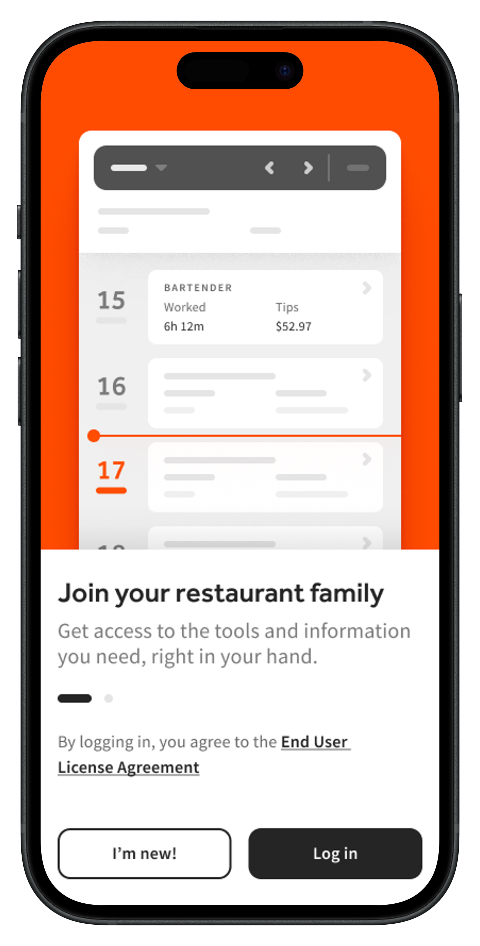 15
BARTENDER
Worked Tips
6h 12m $52.97
16
17
Join your restaurant family
Get access to the tools and information
you need, right in your hand.
By logging in, you agree to the End User
License Agreement
I'm new! Log in